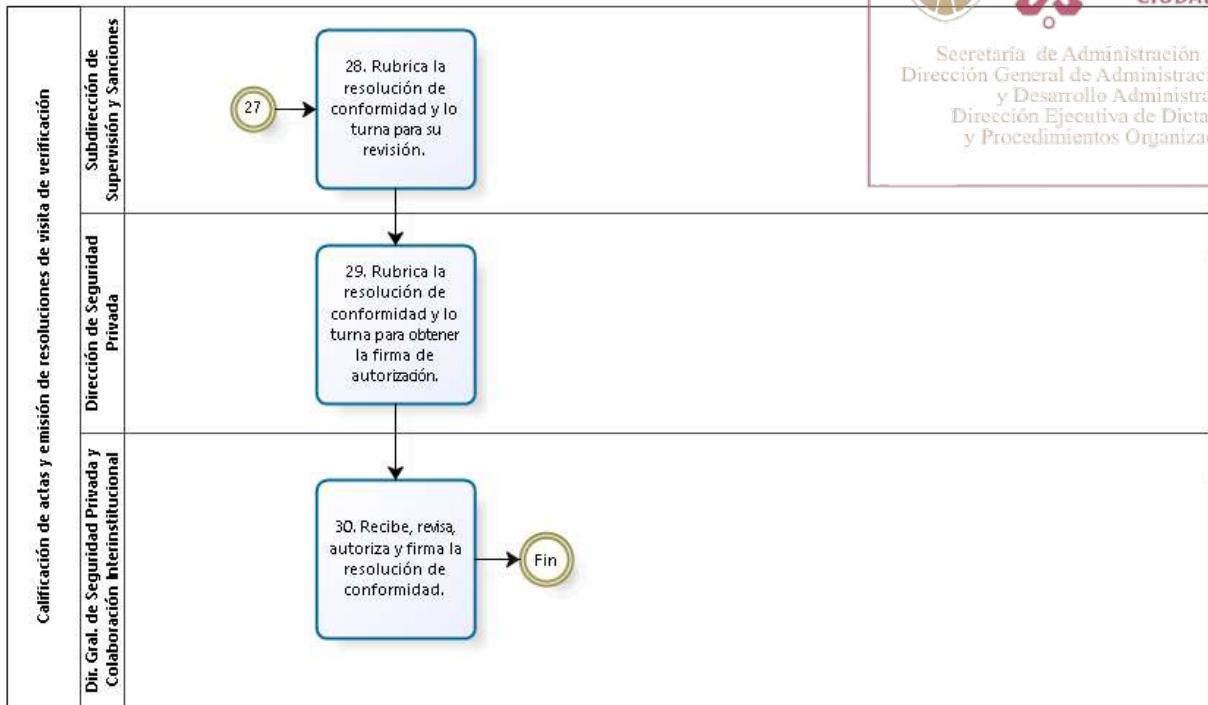 CIUDAD
Secretaría de Administración
Dirección General de Administraci
y Desarrollo Administra
Dirección Ejecutiva de Dicta
y Procedimientos Organiza
Calificación de actas y emisión de resoluciones de visita de verificación
Subdirección de
Supervisión y Sanciones
27
28. Rubrica la
resolución de
conformidad y lo
turna para su
revisión.
Dirección de Seguridad
Privada
29. Rubrica la
resolución de
conformidad y lo
turna para obtener
la firma de
autorización.
Dir. Gral. de Seguridad Privada y
Colaboración Interinstitucional
30. Recibe, revisa,
autoriza y firma la
resolución de
conformidad.
Fin